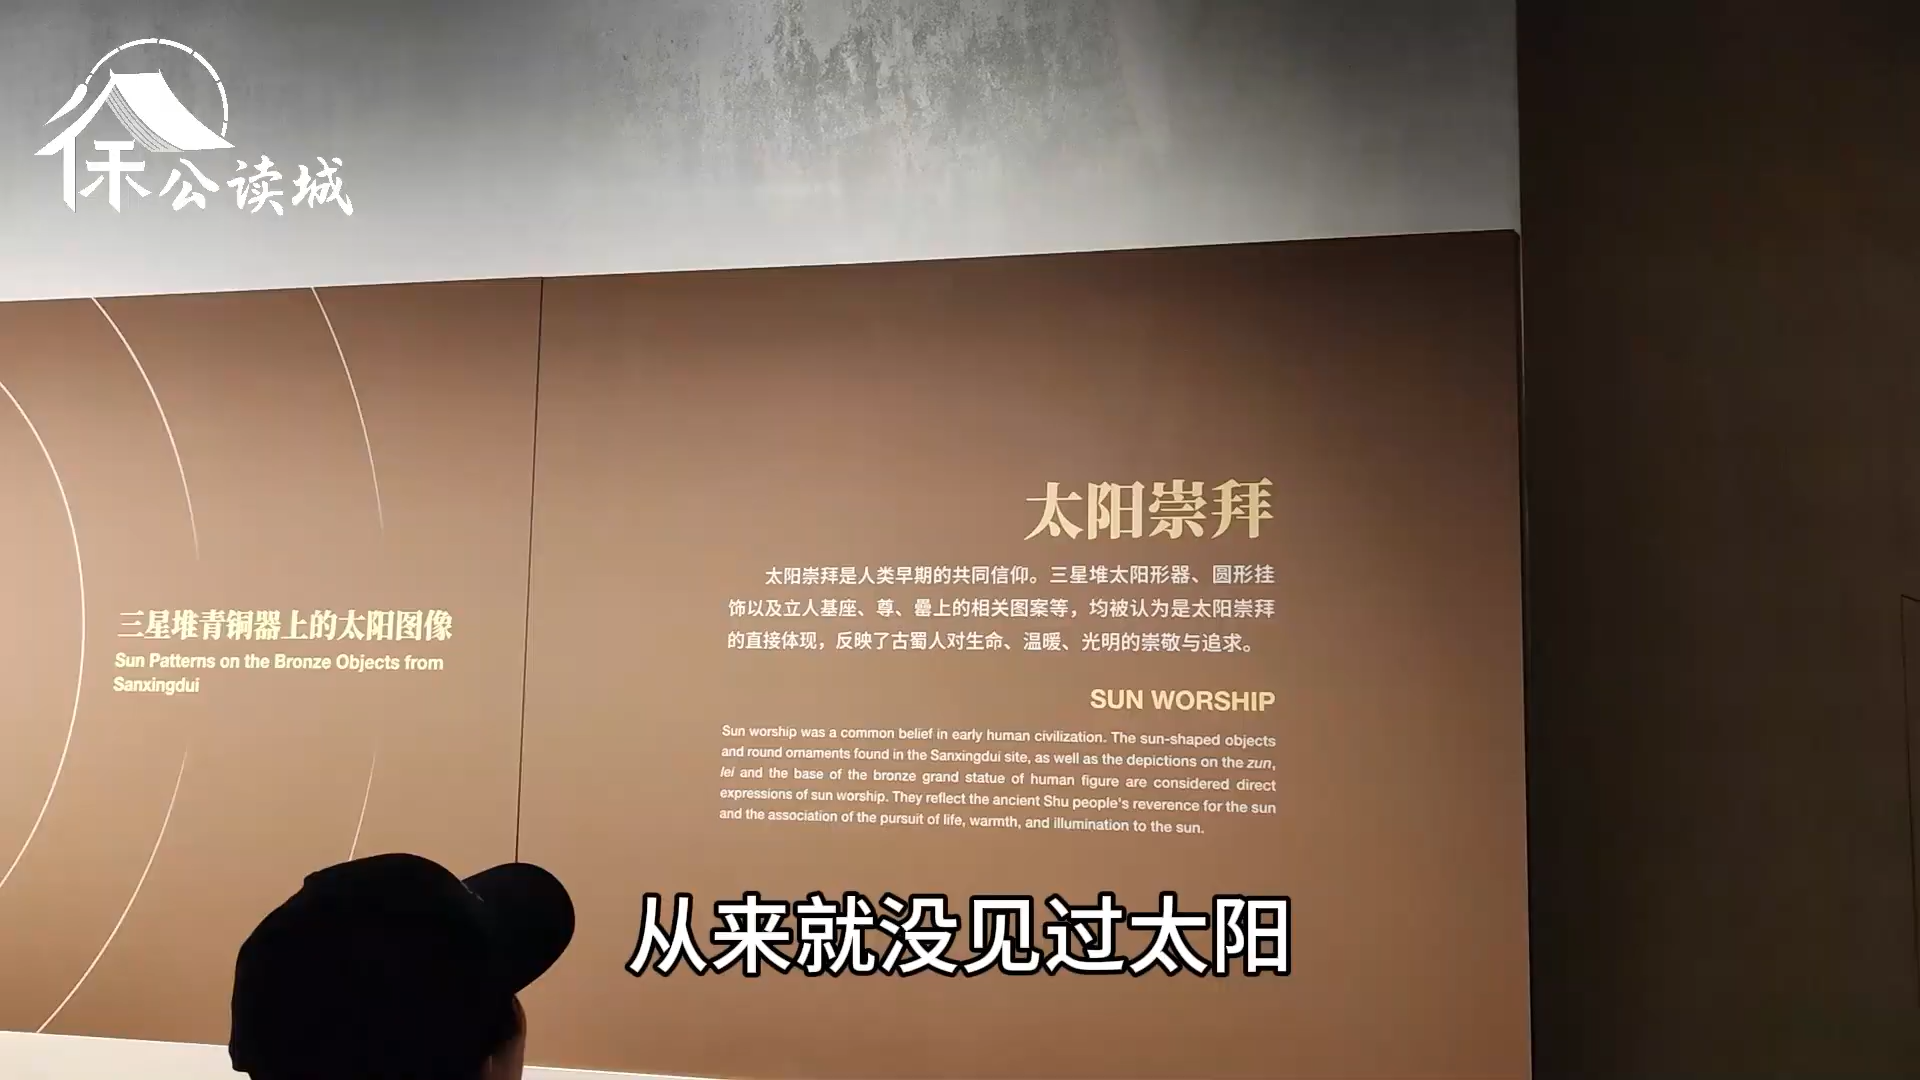 徐公读城
太阳崇拜
太阳崇拜是人类早期的共同信仰。三星堆太阳形器、圆形挂
饰以及立人基座、尊、罍上的相关图案等，均被认为是太阳崇拜
的直接体现，反映了古蜀人对生命、温暖、光明的崇敬与追求。
三星堆青铜器上的太阳图像
Sun Patterns on the Bronze Objects from
Sanxingdui
SUN WORSHIP
Sun worship was a common belief in early human civilization. The sun-shaped objects
and round ornaments found in the Sanxingdui site, as well as the depictions on the zun,
lei and the base of the bronze grand statue of human figure are considered direct
expressions of sun worship. They reflect the ancient Shu people's reverence for the sun
and the association of the pursuit of life, warmth, and illumination to the sun.
从来就没见过太阳